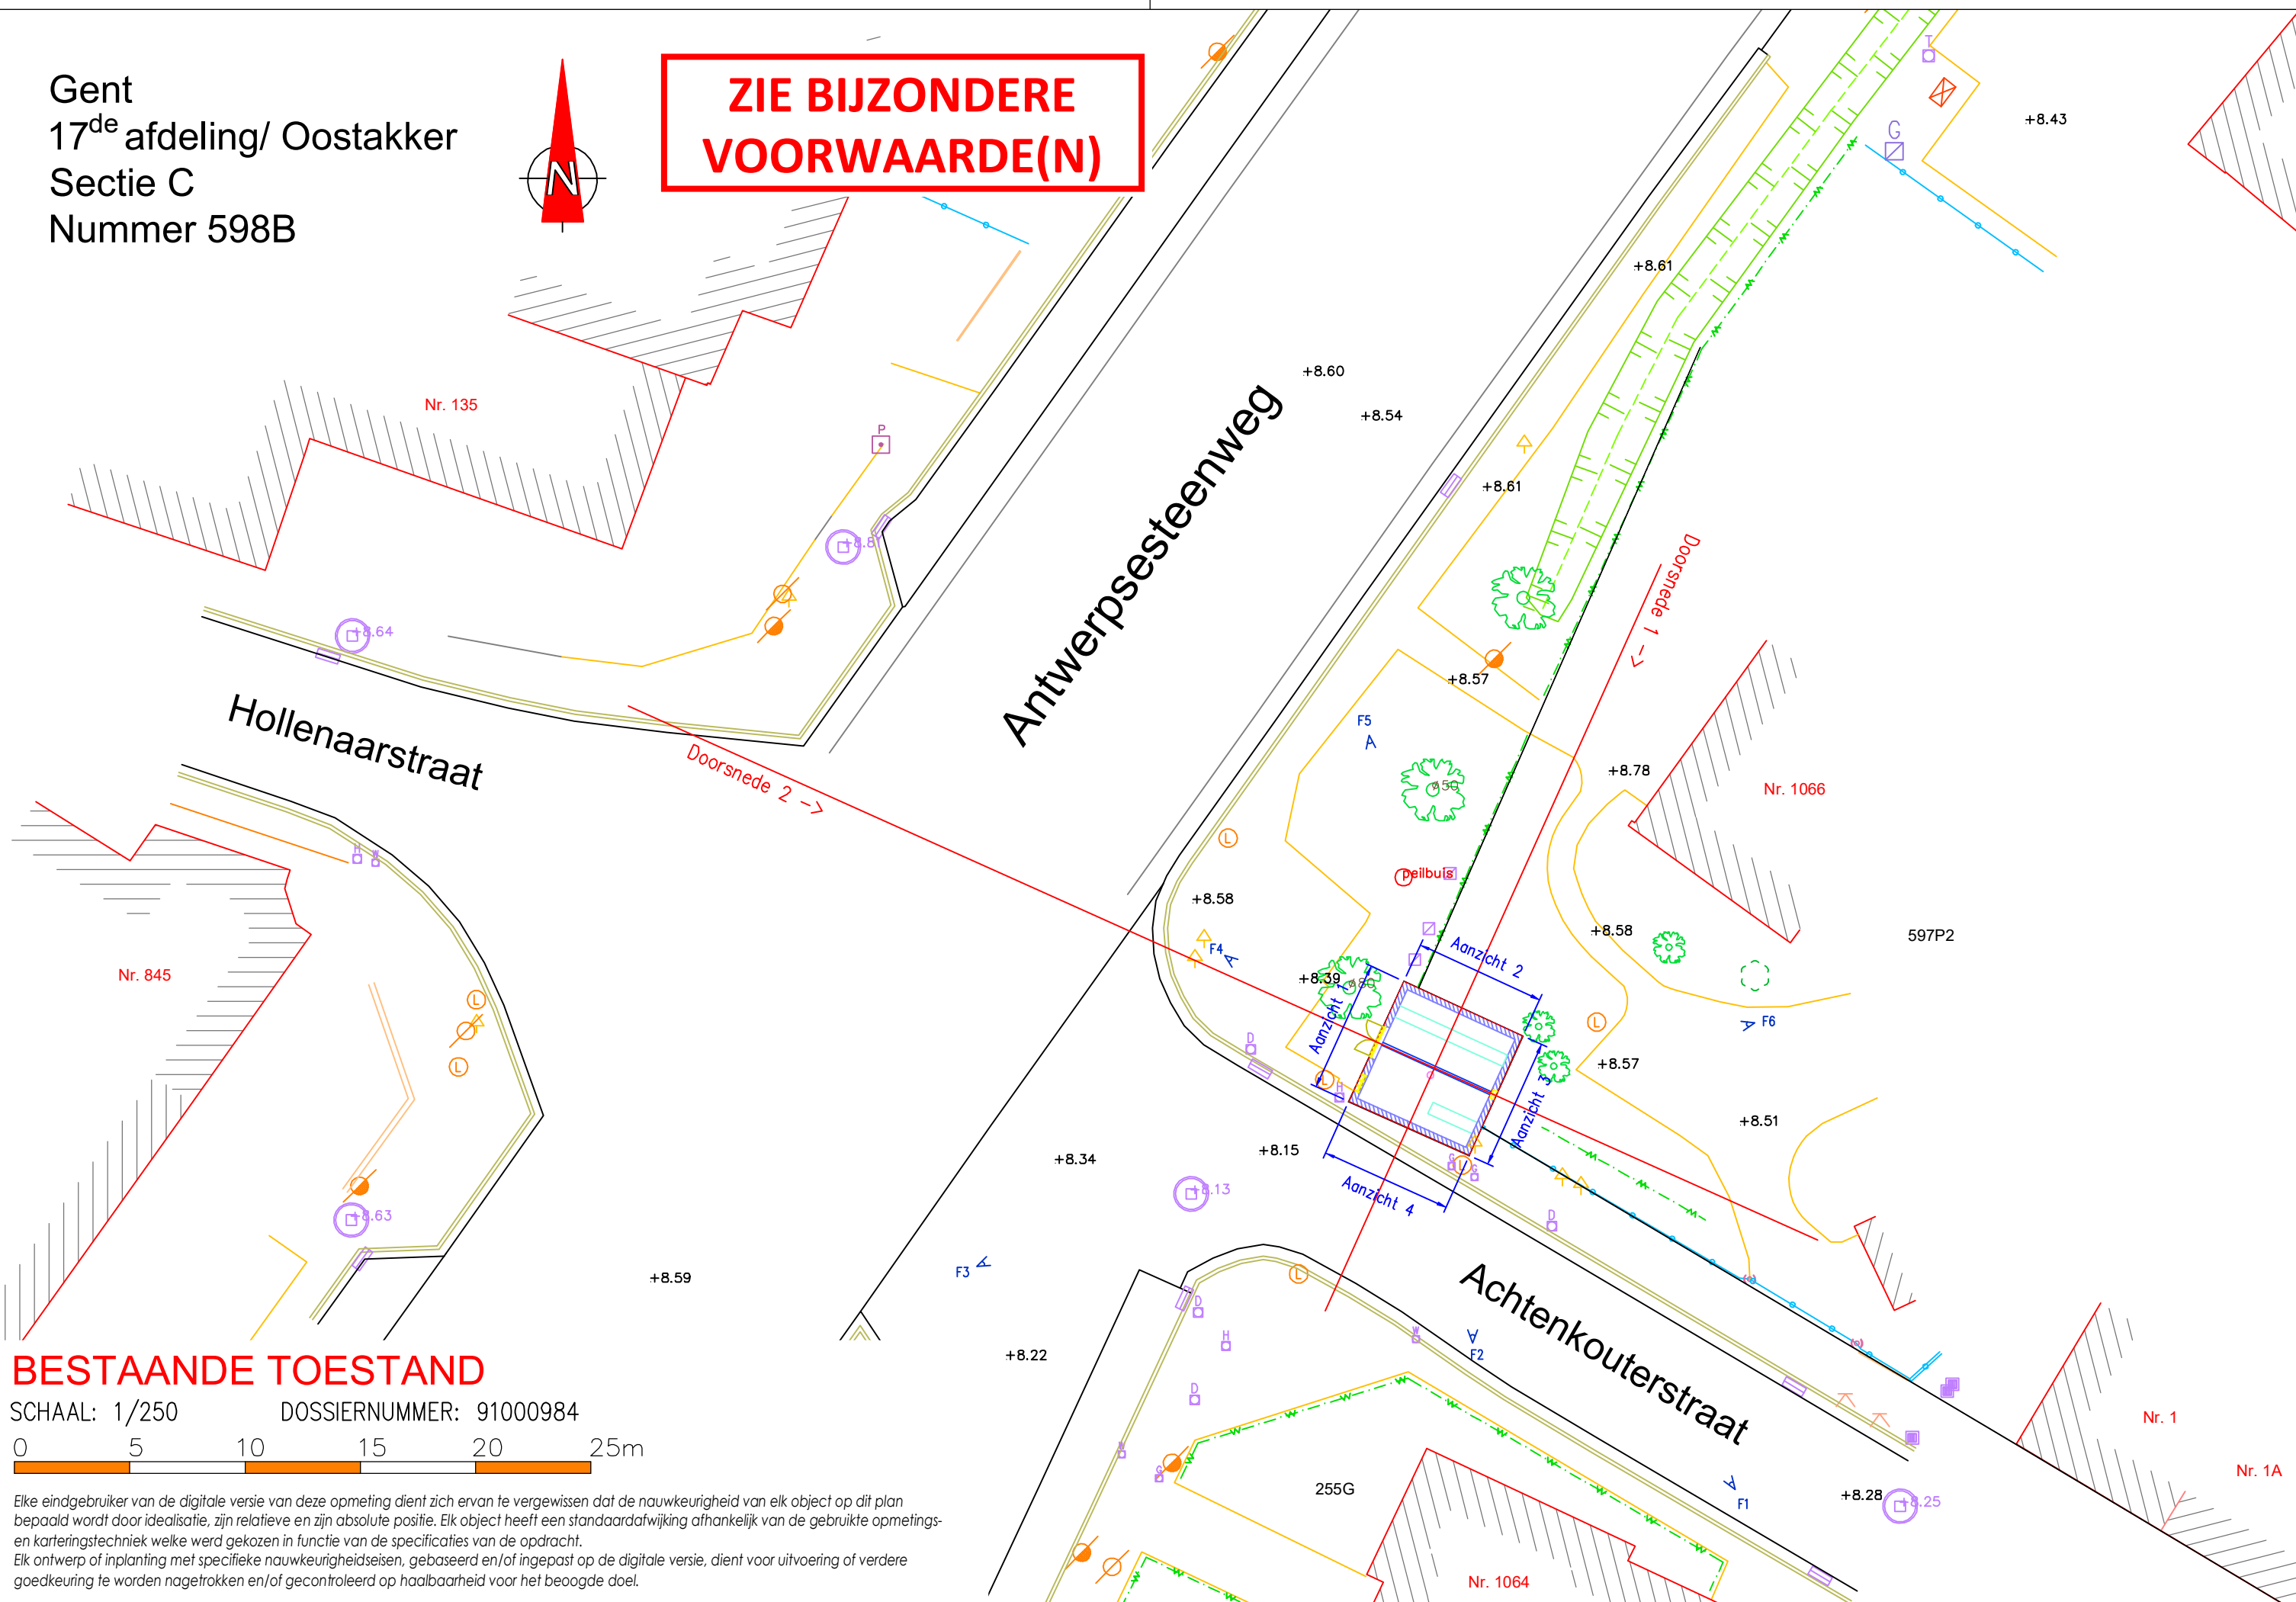 Gent
17de afdeling/ Oostakker
Sectie C
Nummer 598B
N
ZIE BIJZONDERE
VOORWAARDE(N)
T
G
+8.43
+8.61
+8.60
+8.54
+8.61
Nr. 135
P
+8.64
Antwerpsesteenweg
Hollenaarstraat
Doorsnede 1 ->
Doorsnede 2 ->
+8.57
F5
+8.78
Nr. 1066
L
peilbuis
+8.58
+8.58
597P2
F4
+8.39
Aanzicht 2
Aanzicht 1
Aanzicht 3
Aanzicht 4
F6
L
+8.57
+8.51
Nr. 845
H
W
L
L
D
L
H
+8.15
+8.34
+8.13
G
L
G
D
+8.63
+8.59
F3
L
D
H
W
F2
+8.22
D
Achtenkouterstraat
G
255G
F1
+8.28
+8.25
Nr. 1
Nr. 1A
Nr. 1064
BESTAANDE TOESTAND
SCHAAL: 1/250 DOSSIERNUMMER: 91000984
0 5 10 15 20 25m
Elke eindgebruiker van de digitale versie van deze opmeting dient zich ervan te vergewissen dat de nauwkeurigheid van elk object op dit plan
bepaald wordt door idealisatie, zijn relatieve en zijn absolute positie. Elk object heeft een standaardafwijking afhankelijk van de gebruikte opmetings-
en karteringstechniek welke werd gekozen in functie van de specificaties van de opdracht.
Elk ontwerp of inplanting met specifieke nauwkeurigheidseisen, gebaseerd en/of ingepast op de digitale versie, dient voor uitvoering of verdere
goedkeuring te worden nagetrokken en/of gecontroleerd op haalbaarheid voor het beoogde doel.